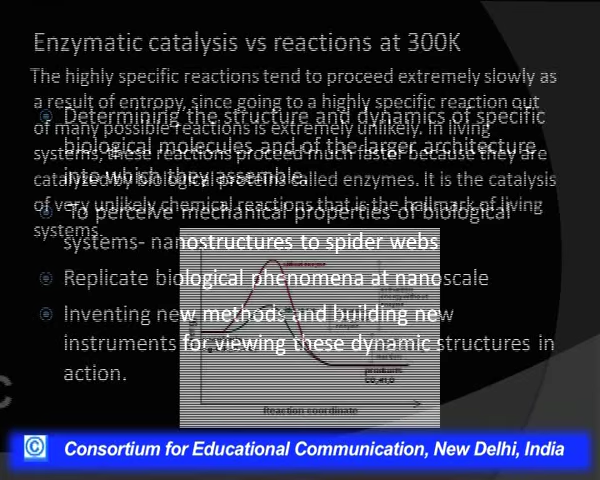 Enzymatic catalysis vs reactions at 300K
The highly specific reactions tend to proceed extremely slowly as
a result of entropy, since going to a highly specific reaction out
of many possible reactions is extremely unlikely. In living
systems, these reactions proceed much faster because they are
catalyzed by biological proteins called enzymes. It is the catalysis
of very unlikely chemical reactions that is the hallmark of living
systems.
Determining the structure and dynamics of specific
biological molecules and of the larger architecture
into which they assemble.
To perceive mechanical properties of biological
systems- nanostructures to spider webs
Replicate biological phenomena at nanoscale
Inventing new methods and building new
instruments for viewing these dynamic structures in
action.
without enzyme
enzyme
reaction
products
Reaction coordinate
C
© Consortium for Educational Communication, New Delhi, India